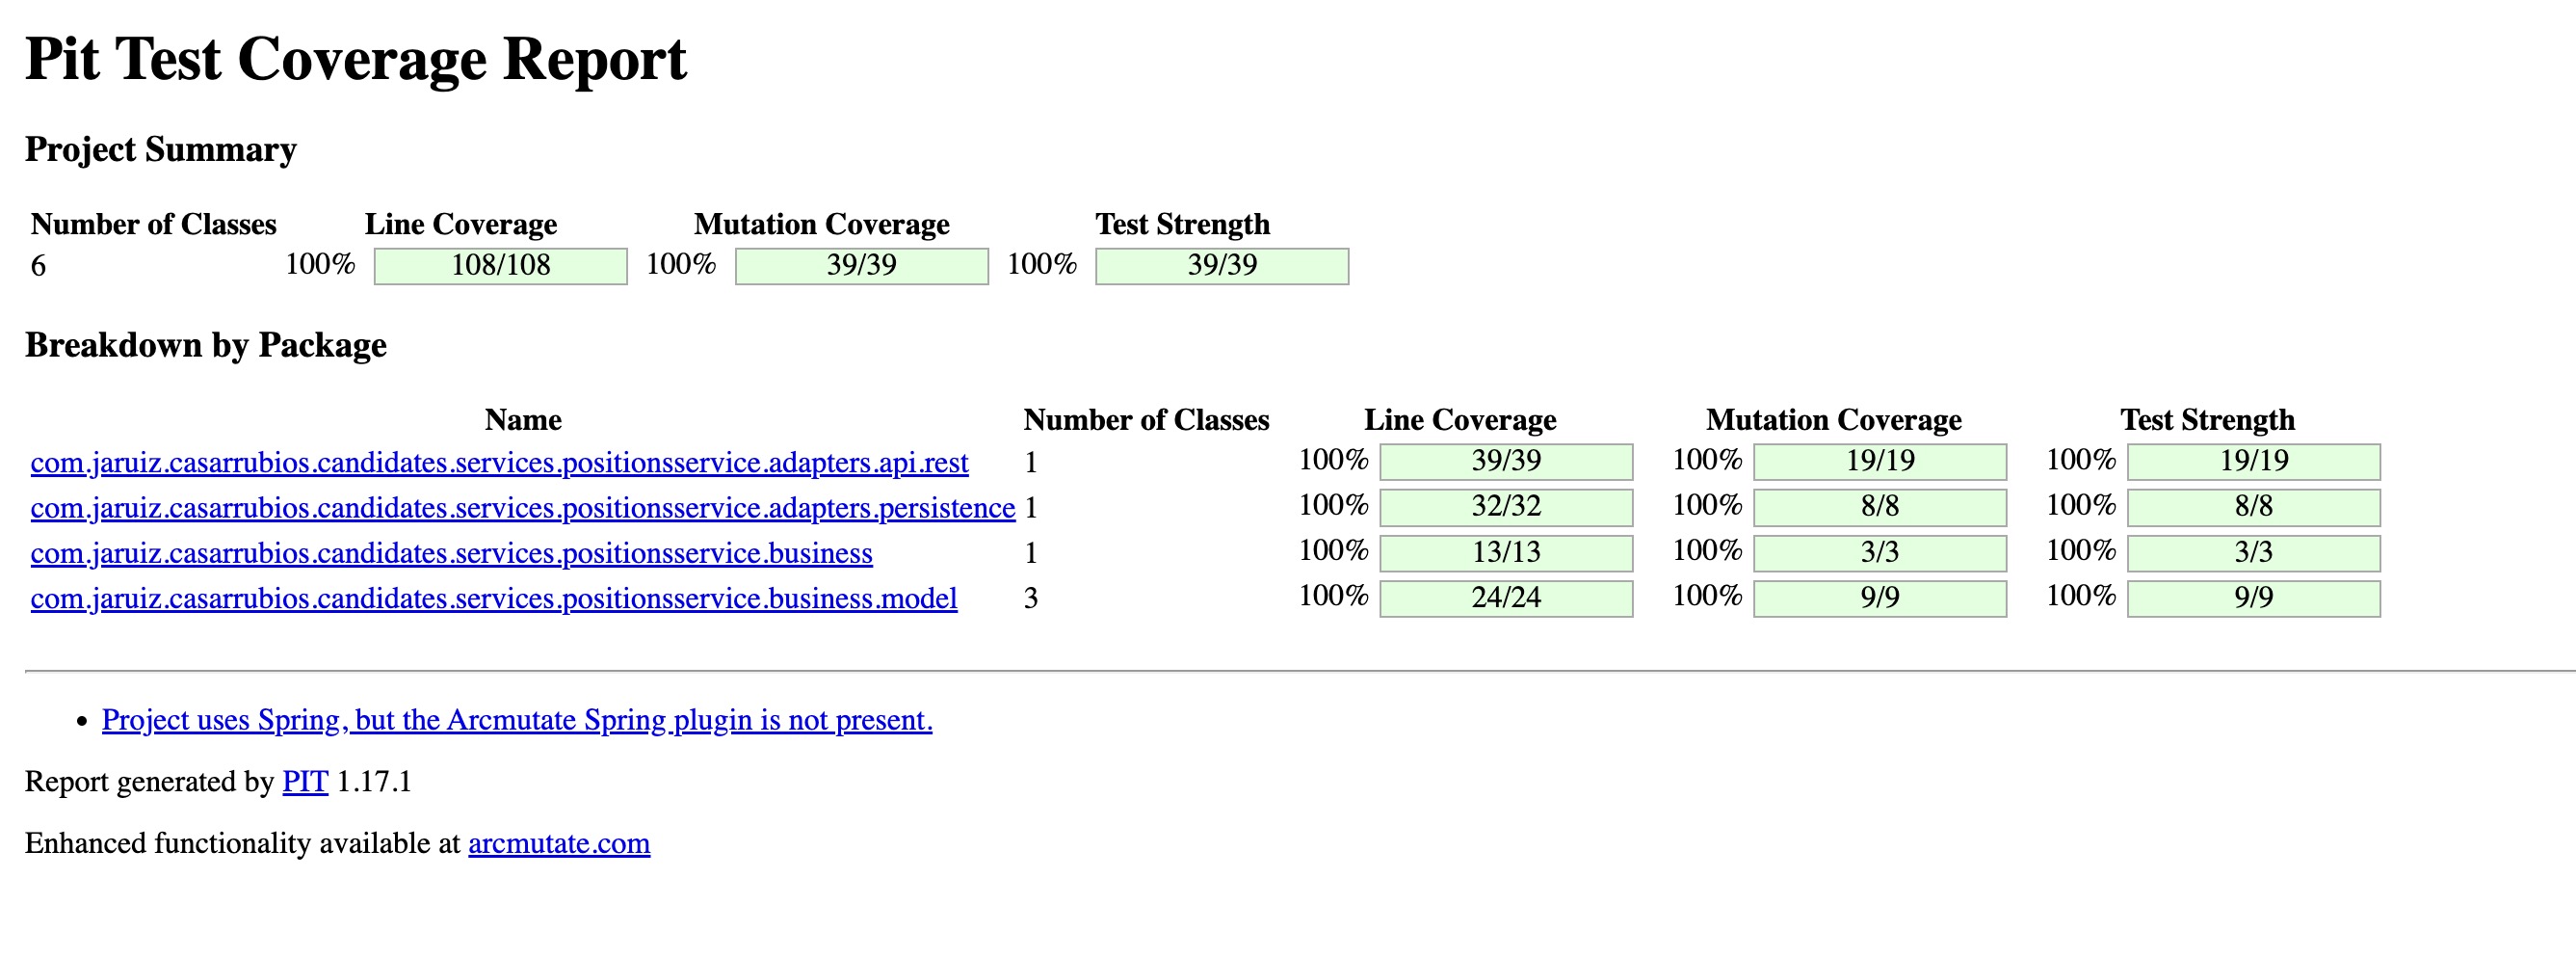 Pit Test Coverage Report
Project Summary
Number of Classes Line Coverage Mutation Coverage Test Strength
6 100% 108/108 100% 39/39 100% 39/39
Breakdown by Package
Name Number of Classes Line Coverage Mutation Coverage Test Strength
com.jaruiz.casarrubios.candidates.services.positionsservice.adapters.api.rest 1 100% 39/39 100% 19/19 100% 19/19
com.jaruiz.casarrubios.candidates.services.positionsservice.adapters.persistence 1 100% 32/32 100% 8/8 100% 8/8
com.jaruiz.casarrubios.candidates.services.positionsservice.business 1 100% 13/13 100% 3/3 100% 3/3
com.jaruiz.casarrubios.candidates.services.positionsservice.business.model 3 100% 24/24 100% 9/9 100% 9/9
• Project uses Spring, but the Arcmutate Spring plugin is not present.
Report generated by PIT 1.17.1
Enhanced functionality available at arcmutate.com